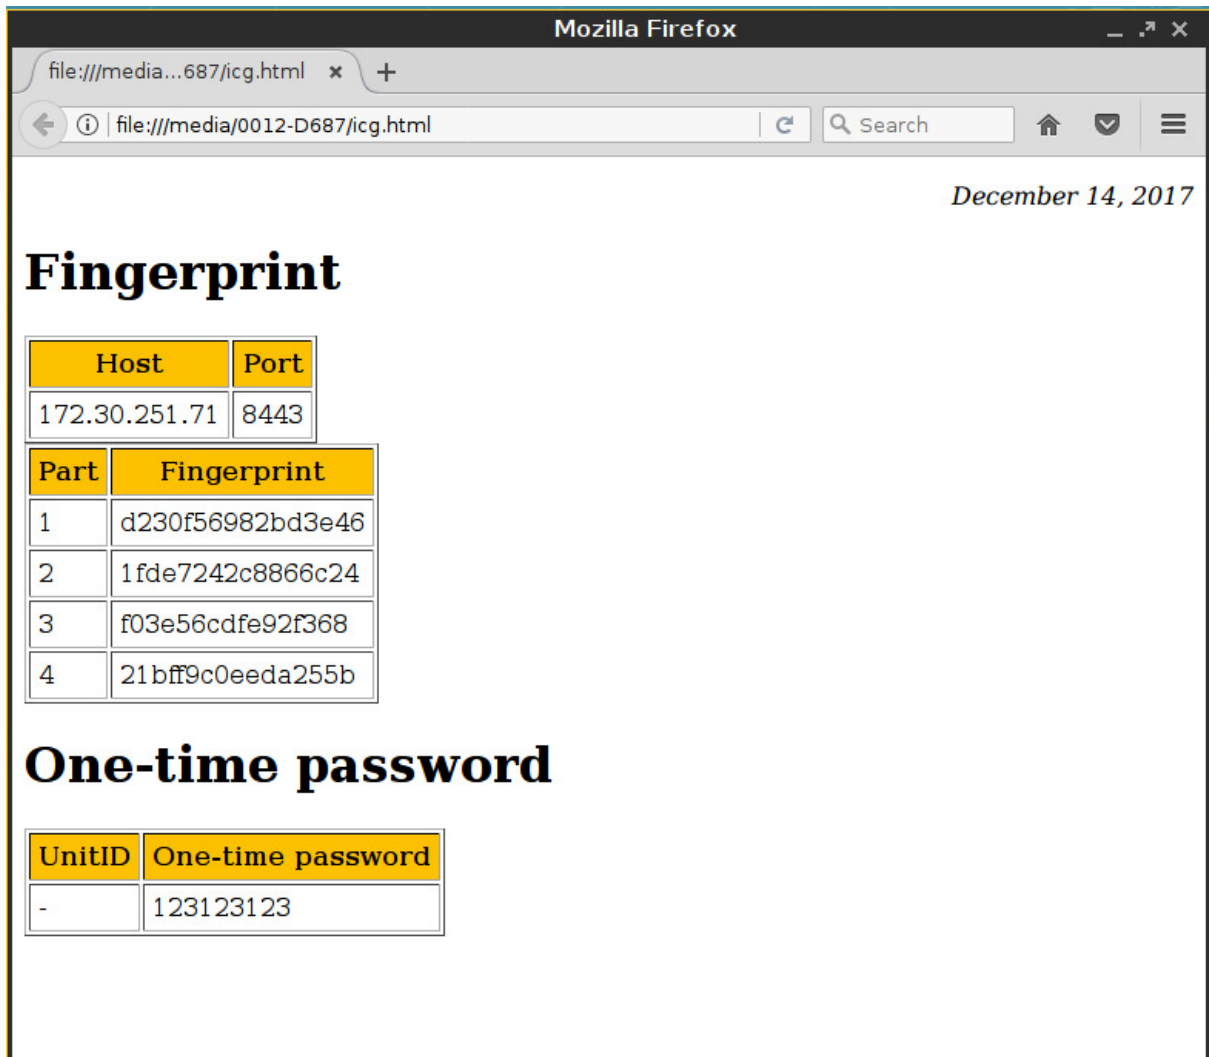 Mozilla Firefox
file:///media...687/icg.html
file:///media/0012-D687/icg.html
Search
December 14, 2017
Fingerprint
Host Port
172.30.251.71 8443
Part Fingerprint
1 d230f56982bd3e46
2 1fde7242c8866c24
3 f03e56cdfe92f368
4 21bff9c0eeda255b
One-time password
UnitID One-time password
- 123123123